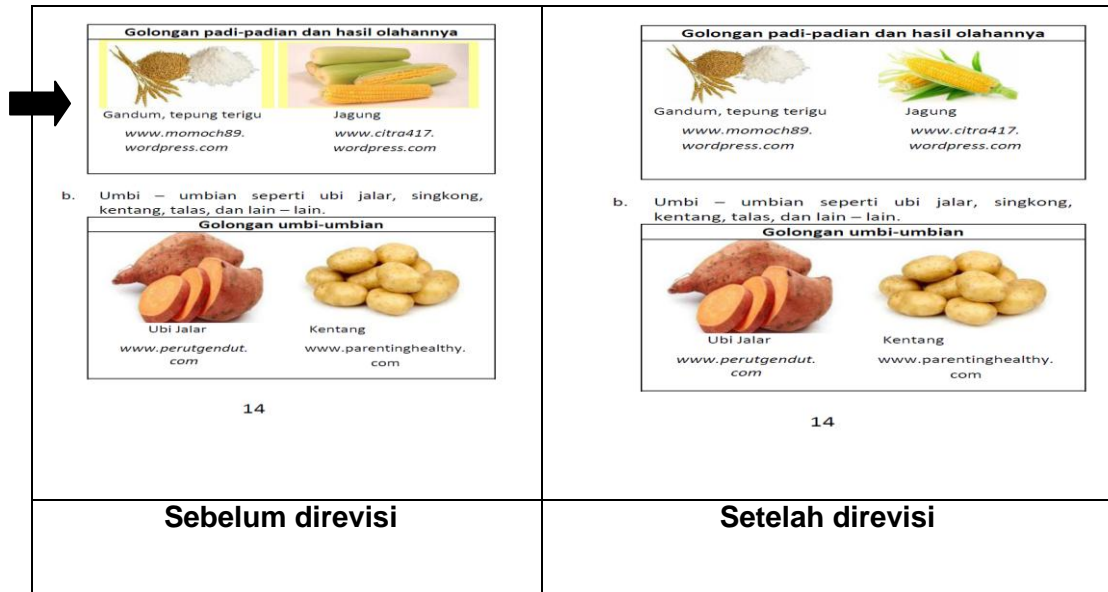 Golongan padi-padian dan hasil olahannya
Gandum, tepung terigu
www.momoch89.
wordpress.com
Jagung
www.citra417.
wordpress.com
b. Umbi – umbian seperti ubi jalar, singkong,
kentang, talas, dan lain – lain.
Golongan umbi-umbian
Ubi Jalar
www.perutgendut.
com
Kentang
www.parentinghealthy.
com
14
Golongan padi-padian dan hasil olahannya
Gandum, tepung terigu
www.momoch89.
wordpress.com
Jagung
www.citra417.
wordpress.com
b. Umbi – umbian seperti ubi jalar, singkong,
kentang, talas, dan lain – lain.
Golongan umbi-umbian
Ubi Jalar
www.perutgendut.
com
Kentang
www.parentinghealthy.
com
14
Sebelum direvisi
Setelah direvisi